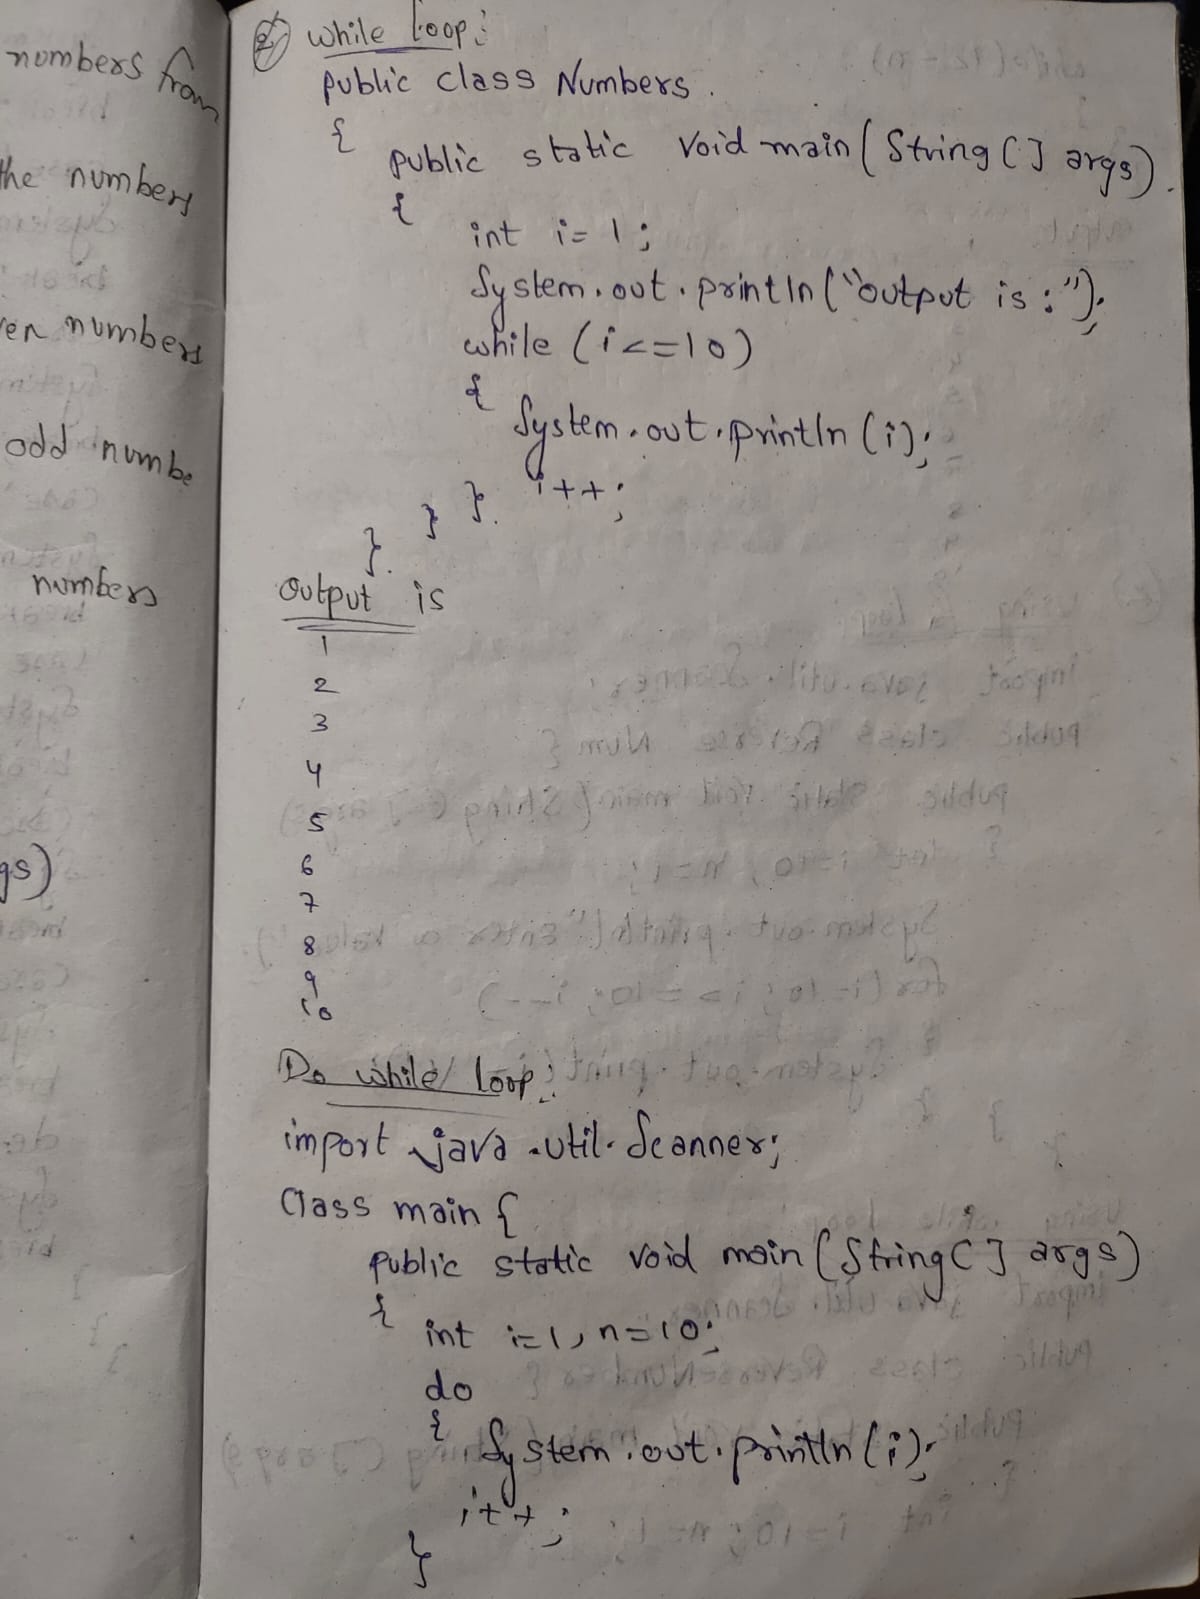 numbers from
the numbers
numbers
odd numbe
numbers
gs)
2) while loop:
public class Numbers.
{
public static void main(String[] args).
{
int i=1;
System.out.println("output is:");
while (i<=10)
{
System.out.println(i);
i++;
}.
}
}.
output is
1
2
3
4
5
6
7
8
9
10
Do while loop:
import java.util.Scanner;
Class main {
public static void main(String[] args)
{
int i=1, n=10;
do
{
System.out.println(i);
i++;
}